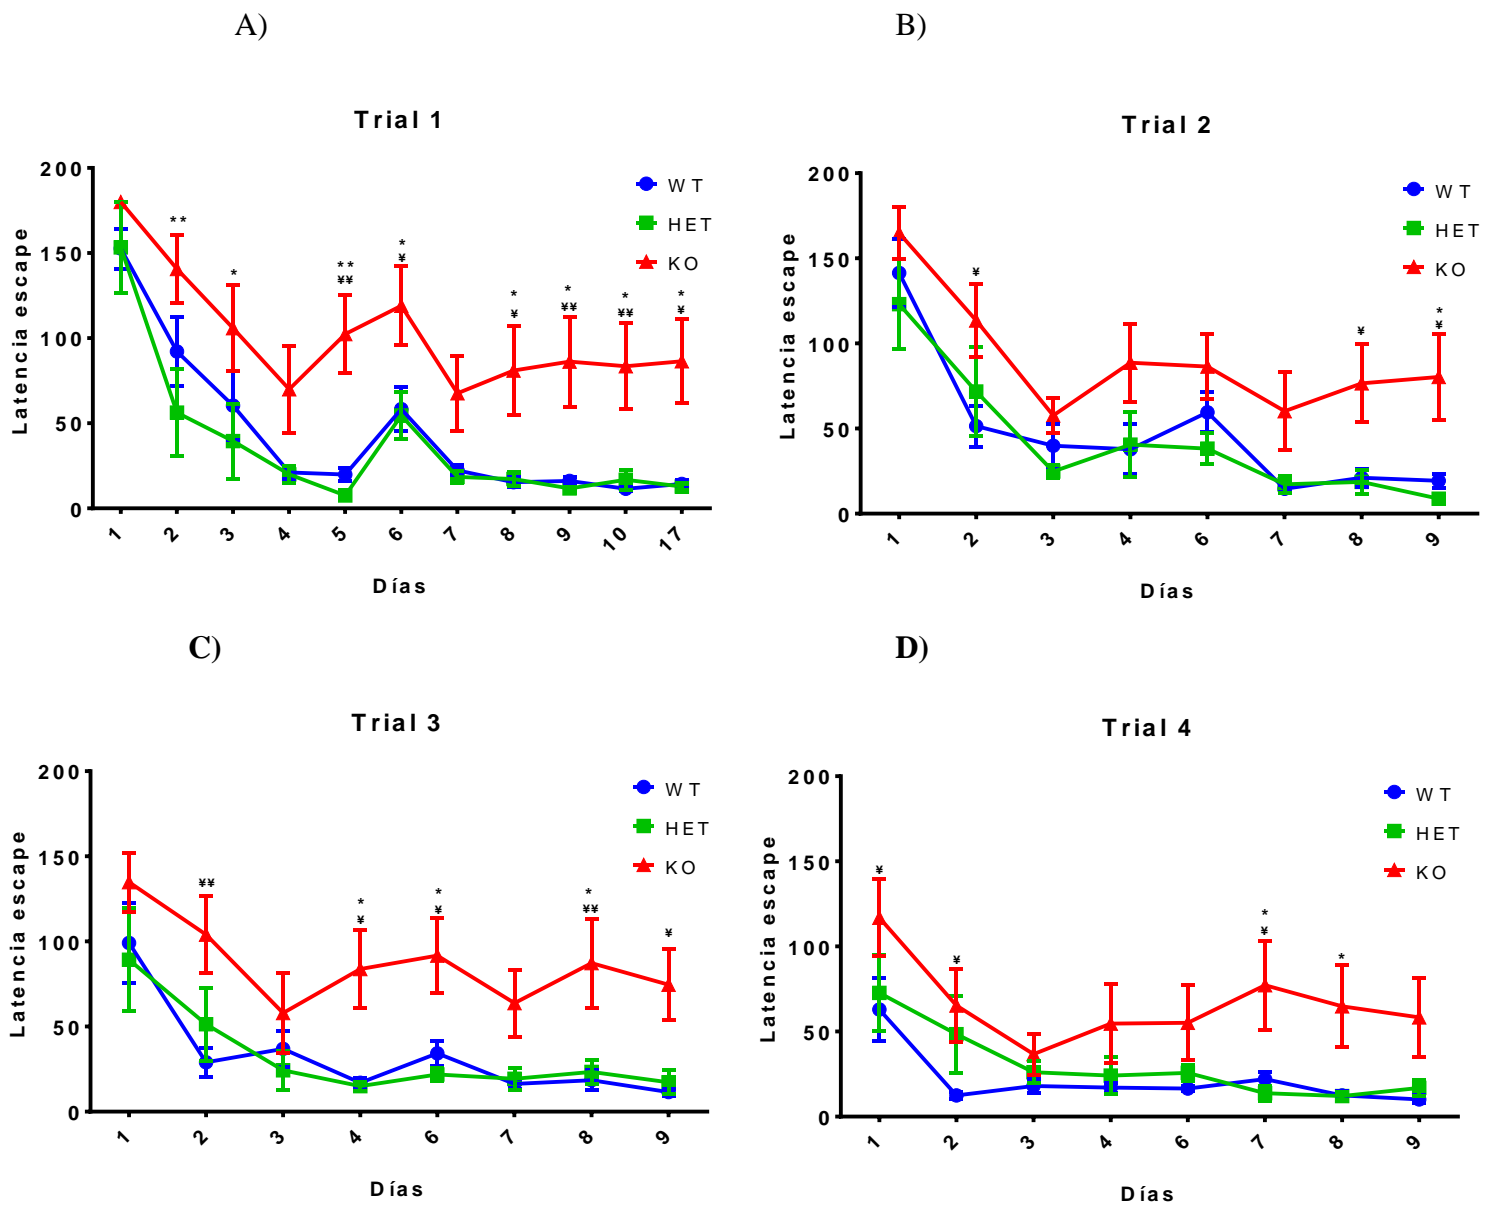 A)
B)
Trial 1
Latencia escape
200
150
100
50
0
WT
HET
KO
**
*
**
¥¥
*
¥
*
¥
*
¥¥
*
¥¥
*
¥
1 2 3 4 5 6 7 8 9 10 17
Días
Trial 2
Latencia escape
200
150
100
50
0
WT
HET
KO
¥
¥
*
¥
1 2 3 4 6 7 8 9
Días
C)
D)
Trial 3
Latencia escape
200
150
100
50
0
WT
HET
KO
¥¥
*
¥
*
¥
*
¥¥
¥
1 2 3 4 6 7 8 9
Días
Trial 4
Latencia escape
200
150
100
50
0
WT
HET
KO
¥
¥
*
¥
*
1 2 3 4 6 7 8 9
Días